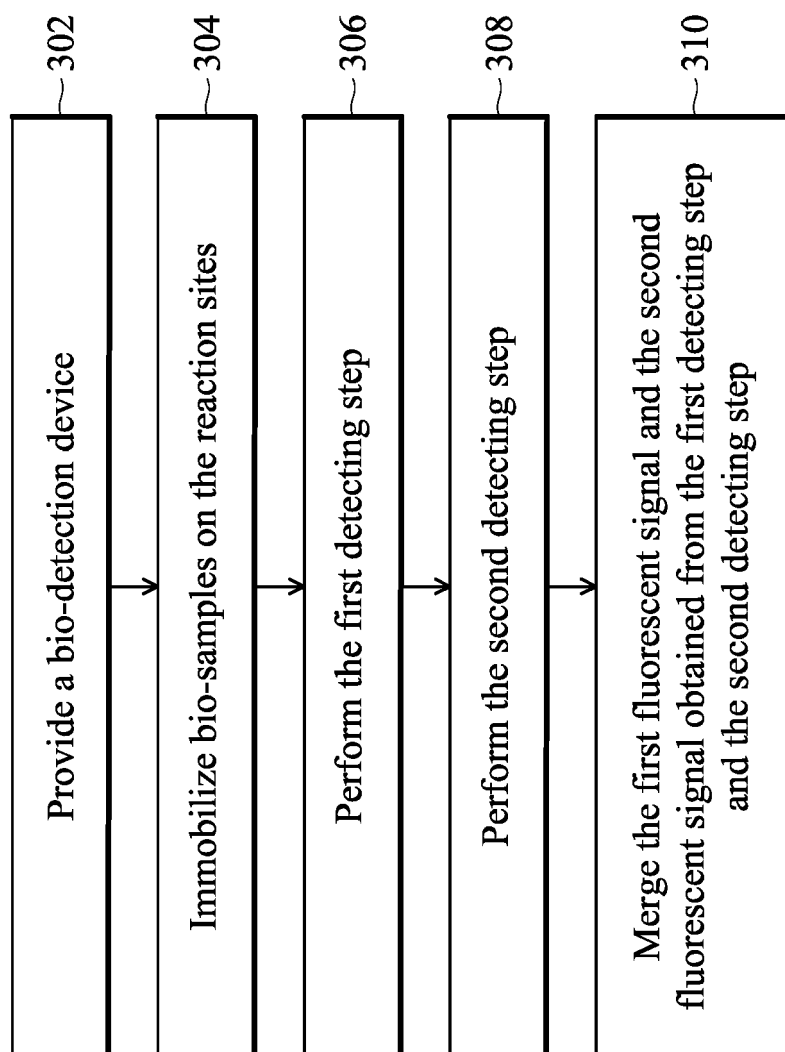 Provide a bio-detection device
302
Immobilize bio-samples on the reaction sites
304
Perform the first detecting step
306
Perform the second detecting step
308
Merge the first fluorescent signal and the second
fluorescent signal obtained from the first detecting step
and the second detecting step
310